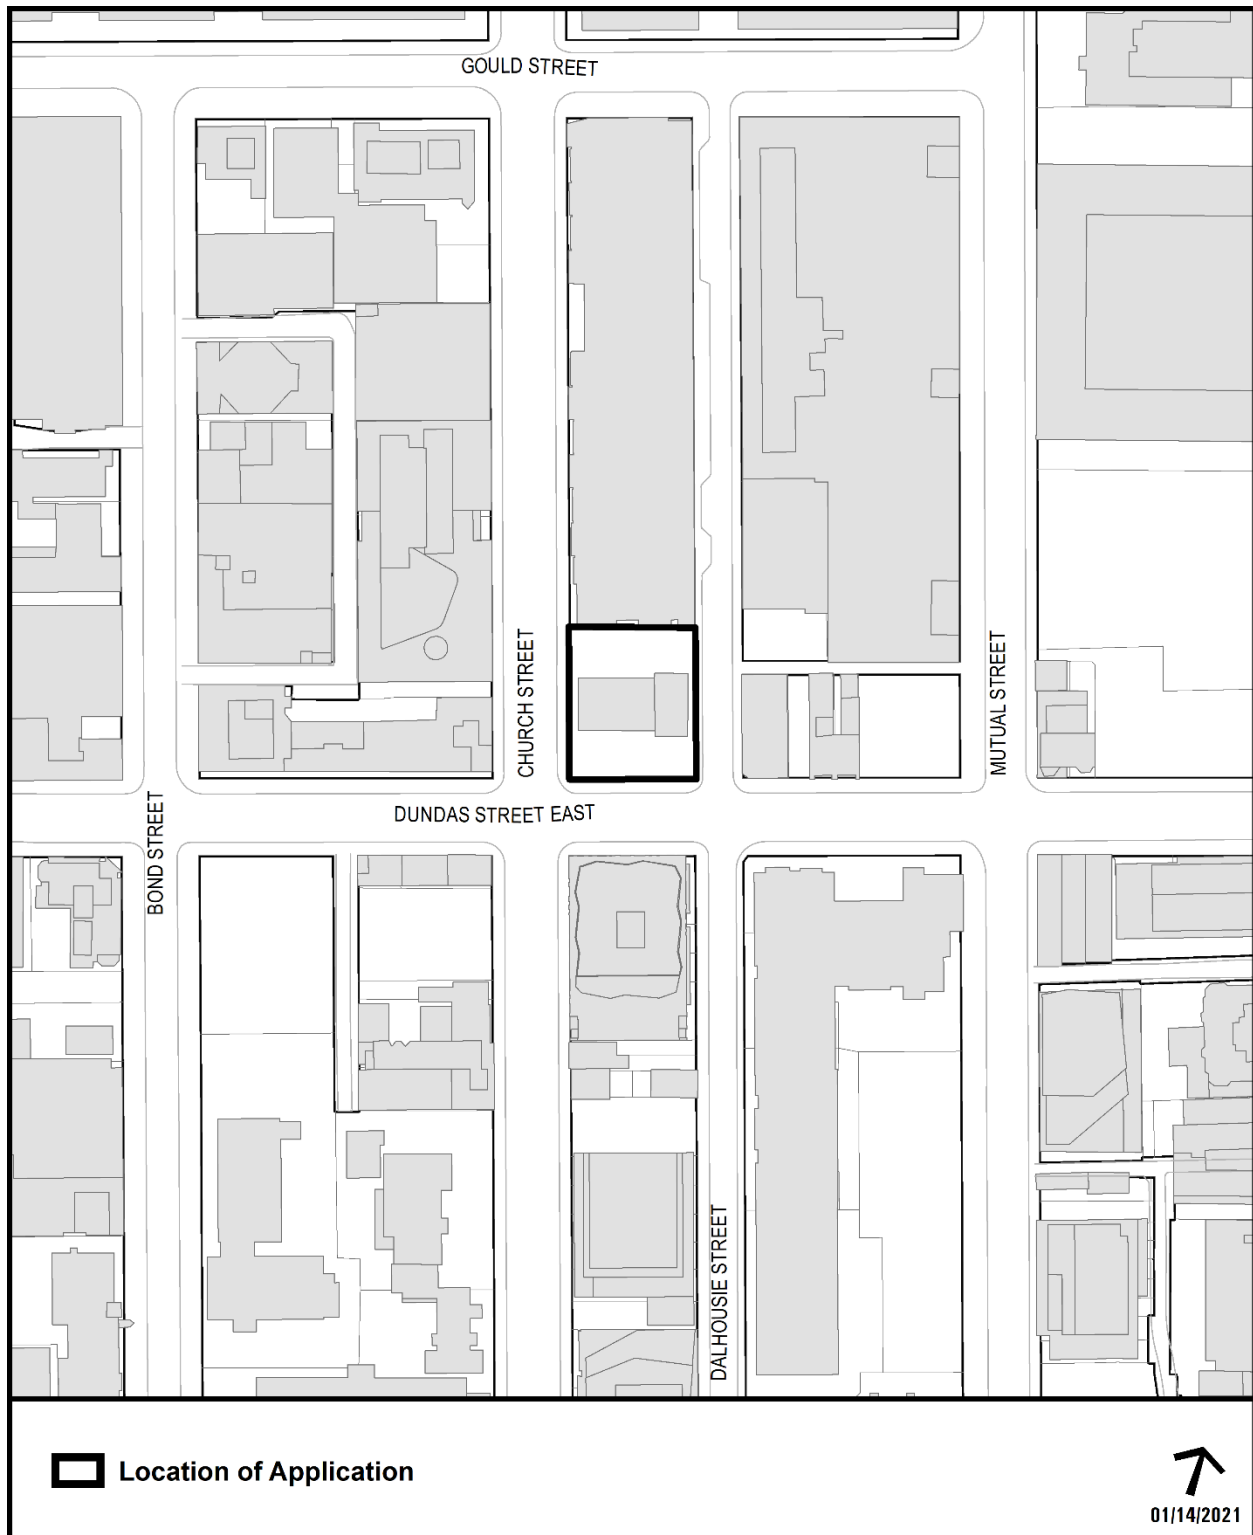 GOULD STREET
CHURCH STREET
MUTUAL STREET
DUNDAS STREET EAST
BOND STREET
DALHOUSIE STREET
Location of Application
01/14/2021